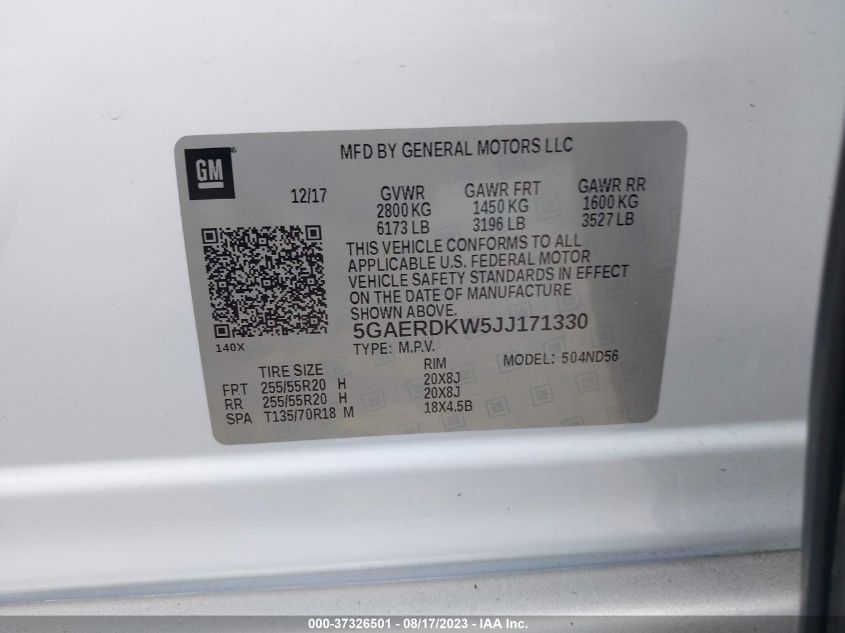 GM®
MFD BY GENERAL MOTORS LLC
12/17 GVWR GAWR FRT GAWR RR
2800 KG 1450 KG 1600 KG
6173 LB 3196 LB 3527 LB
THIS VEHICLE CONFORMS TO ALL
APPLICABLE U.S. FEDERAL MOTOR
VEHICLE SAFETY STANDARDS IN EFFECT
ON THE DATE OF MANUFACTURE
SHOWN ABOVE.
140X
5GAERDKW5JJ171330
TYPE: M.P.V. MODEL: 504ND56
TIRE SIZE RIM
FRT 255/55R20 H 20X8J
RR 255/55R20 H 20X8J
SPA T135/70R18 M 18X4.5B
000-37326501 - 08/17/2023 - IAA Inc.